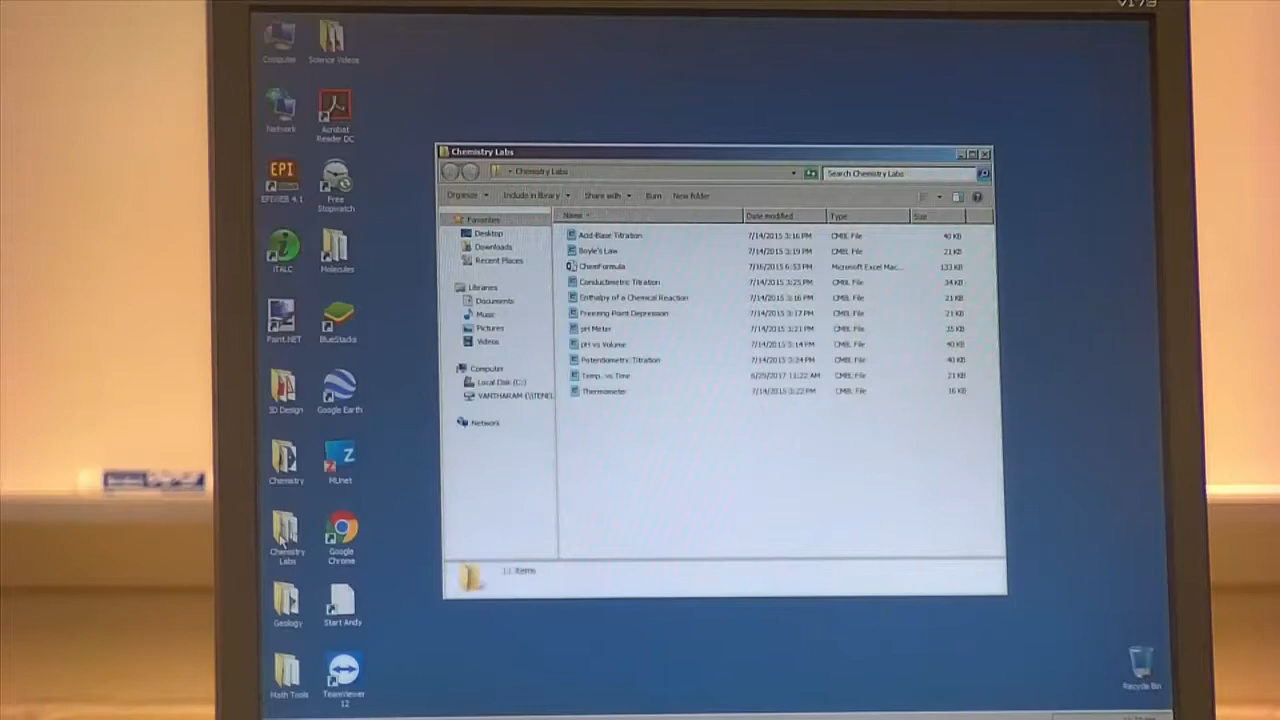 V179
Computer
Science Videos
Network
Acrobat
Reader DC
EPI
EPIWEB 4.1
Free
Stopwatch
iTALC
Molecules
Paint.NET
BlueStacks
3D Design
Google Earth
Chemistry
MUnet
Chemistry
Labs
Google
Chrome
Geology
Start Andy
Math Tools
TeamViewer
12
Chemistry Labs
Chemistry Labs
Search Chemistry Labs
Organize
Include in library
Share with
Burn
New folder
Favorites
Desktop
Downloads
Recent Places
Libraries
Documents
Music
Pictures
Videos
Computer
Local Disk (C:)
Network
Name Date modified Type Size
Acid-Base Titration 7/14/2015 3:16 PM CMBL File 40 KB
Boyle's Law 7/14/2015 3:19 PM CMBL File 21 KB
ChemFormula 7/16/2015 6:53 PM Microsoft Excel Mac... 133 KB
Conductimetric Titration 7/14/2015 3:25 PM CMBL File 34 KB
Enthalpy of a Chemical Reaction 7/14/2015 3:16 PM CMBL File 21 KB
Freezing Point Depression 7/14/2015 3:17 PM CMBL File 21 KB
pH Meter 7/14/2015 3:21 PM CMBL File 35 KB
pH vs Volume 7/14/2015 3:14 PM CMBL File 40 KB
Potentiometric Titration 7/14/2015 3:24 PM CMBL File 40 KB
Temp. vs Time 6/29/2017 11:22 AM CMBL File 21 KB
Thermometer 7/14/2015 3:22 PM CMBL File 16 KB
11 items
Recycle Bin